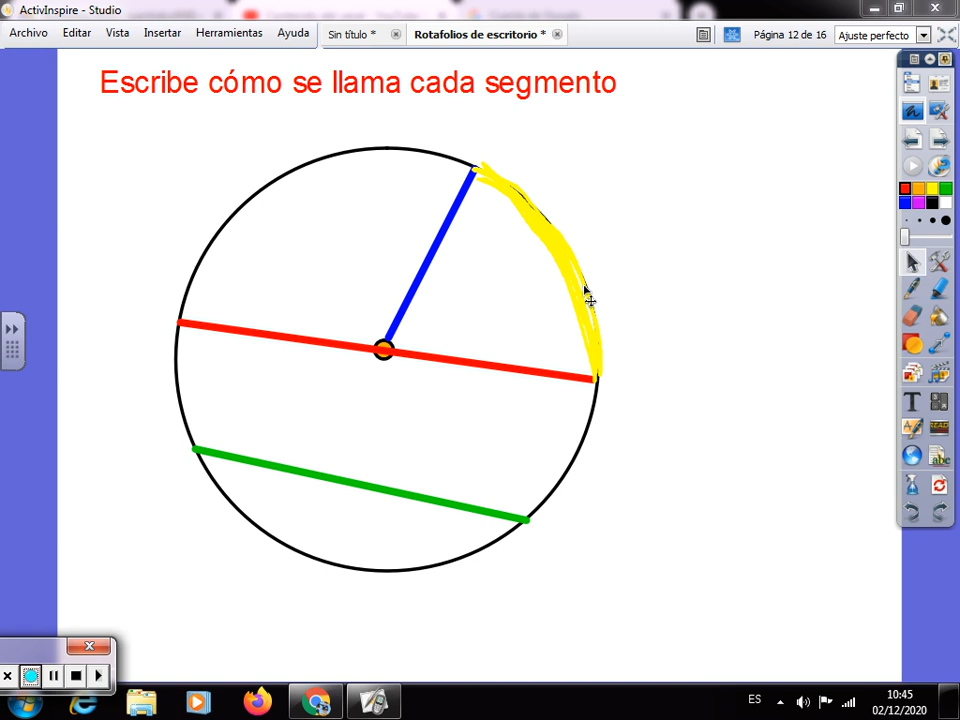 ActivInspire - Studio
Archivo Editar Vista Insertar Herramientas Ayuda Sin título * Rotafolios de escritorio * Página 12 de 16 Ajuste perfecto
Escribe cómo se llama cada segmento
ES 10:45
02/12/2020